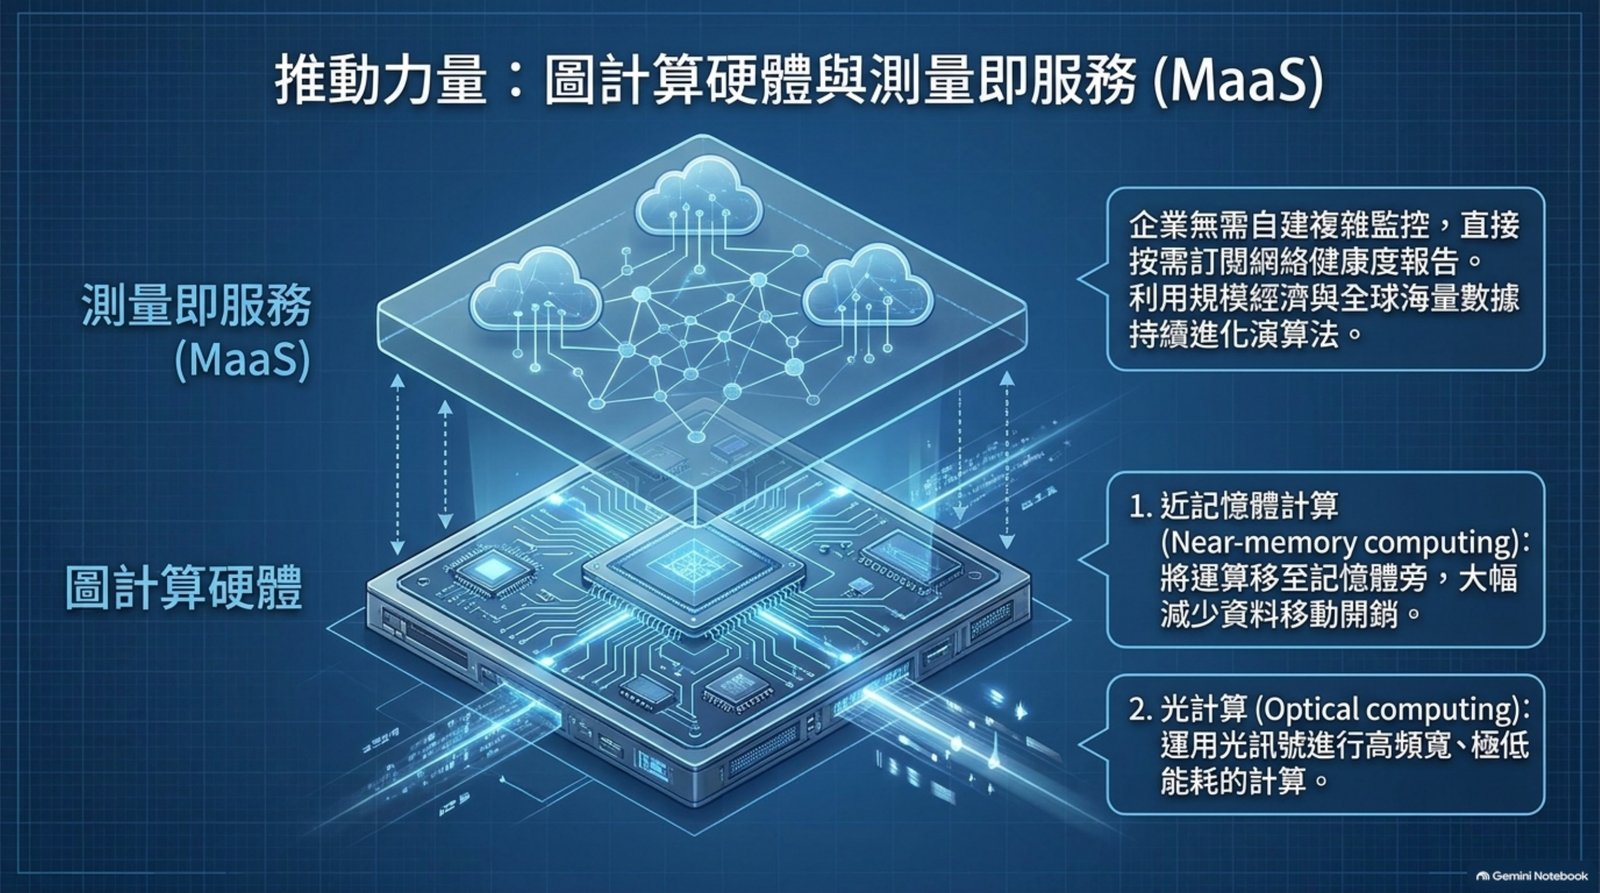 推動力量：圖計算硬體與測量即服務 (MaaS)
測量即服務
(MaaS)
企業無需自建複雜監控，直接
按需訂閱網絡健康度報告。
利用規模經濟與全球海量數據
持續進化演算法。
圖計算硬體
1. 近記憶體計算
(Near-memory computing)：
將運算移至記憶體旁，大幅
減少資料移動開銷。
2. 光計算 (Optical computing)：
運用光訊號進行高頻寬、極低
能耗的計算。
Gemini Notebook